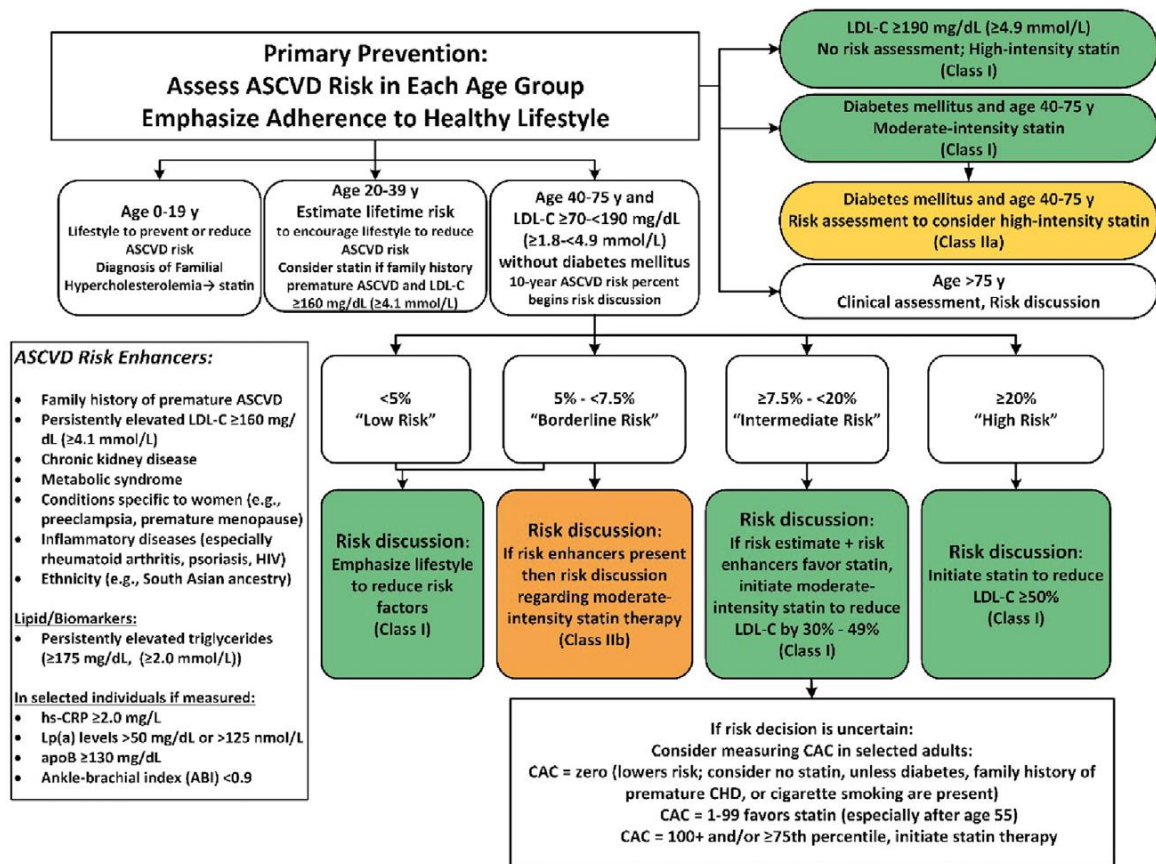 Primary Prevention:
Assess ASCVD Risk in Each Age Group
Emphasize Adherence to Healthy Lifestyle
LDL-C ≥190 mg/dL (≥4.9 mmol/L)
No risk assessment; High-intensity statin
(Class I)
Diabetes mellitus and age 40-75 y
Moderate-intensity statin
(Class I)
Diabetes mellitus and age 40-75 y
Risk assessment to consider high-intensity statin
(Class IIa)
Age >75 y
Clinical assessment, Risk discussion
Age 0-19 y
Lifestyle to prevent or reduce
ASCVD risk
Diagnosis of Familial
Hypercholesterolemia→ statin
Age 20-39 y
Estimate lifetime risk
to encourage lifestyle to reduce
ASCVD risk
Consider statin if family history
premature ASCVD and LDL-C
≥160 mg/dL (≥4.1 mmol/L)
Age 40-75 y and
LDL-C ≥70-<190 mg/dL
(≥1.8-<4.9 mmol/L)
without diabetes mellitus
10-year ASCVD risk percent
begins risk discussion
ASCVD Risk Enhancers:
• Family history of premature ASCVD
• Persistently elevated LDL-C ≥160 mg/
dL (≥4.1 mmol/L)
• Chronic kidney disease
• Metabolic syndrome
• Conditions specific to women (e.g.,
preeclampsia, premature menopause)
• Inflammatory diseases (especially
rheumatoid arthritis, psoriasis, HIV)
• Ethnicity (e.g., South Asian ancestry)
Lipid/Biomarkers:
• Persistently elevated triglycerides
(≥175 mg/dL, (≥2.0 mmol/L))
In selected individuals if measured:
• hs-CRP ≥2.0 mg/L
• Lp(a) levels >50 mg/dL or >125 nmol/L
• apoB ≥130 mg/dL
• Ankle-brachial index (ABI) <0.9
<5%
“Low Risk”
5% - <7.5%
“Borderline Risk”
≥7.5% - <20%
“Intermediate Risk”
≥20%
“High Risk”
Risk discussion:
Emphasize lifestyle
to reduce risk
factors
(Class I)
Risk discussion:
If risk enhancers present
then risk discussion
regarding moderate-
intensity statin therapy
(Class IIb)
Risk discussion:
If risk estimate + risk
enhancers favor statin,
initiate moderate-
intensity statin to reduce
LDL-C by 30% - 49%
(Class I)
Risk discussion:
Initiate statin to reduce
LDL-C ≥50%
(Class I)
If risk decision is uncertain:
Consider measuring CAC in selected adults:
CAC = zero (lowers risk; consider no statin, unless diabetes, family history of
premature CHD, or cigarette smoking are present)
CAC = 1-99 favors statin (especially after age 55)
CAC = 100+ and/or ≥75th percentile, initiate statin therapy